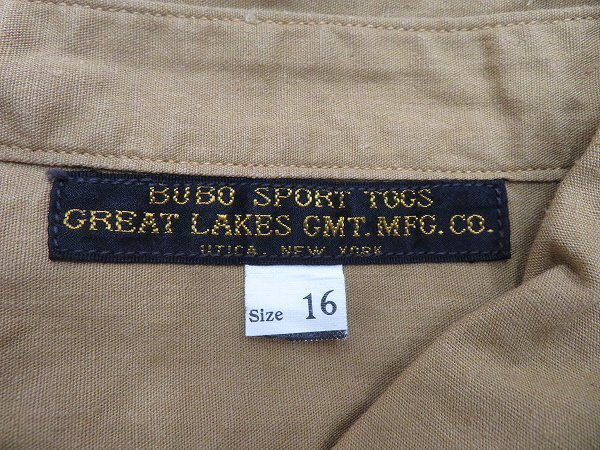 BUBO SPORT TOGS
GREAT LAKES GMT. MFG. CO.
UTICA, NEW YORK
Size 16